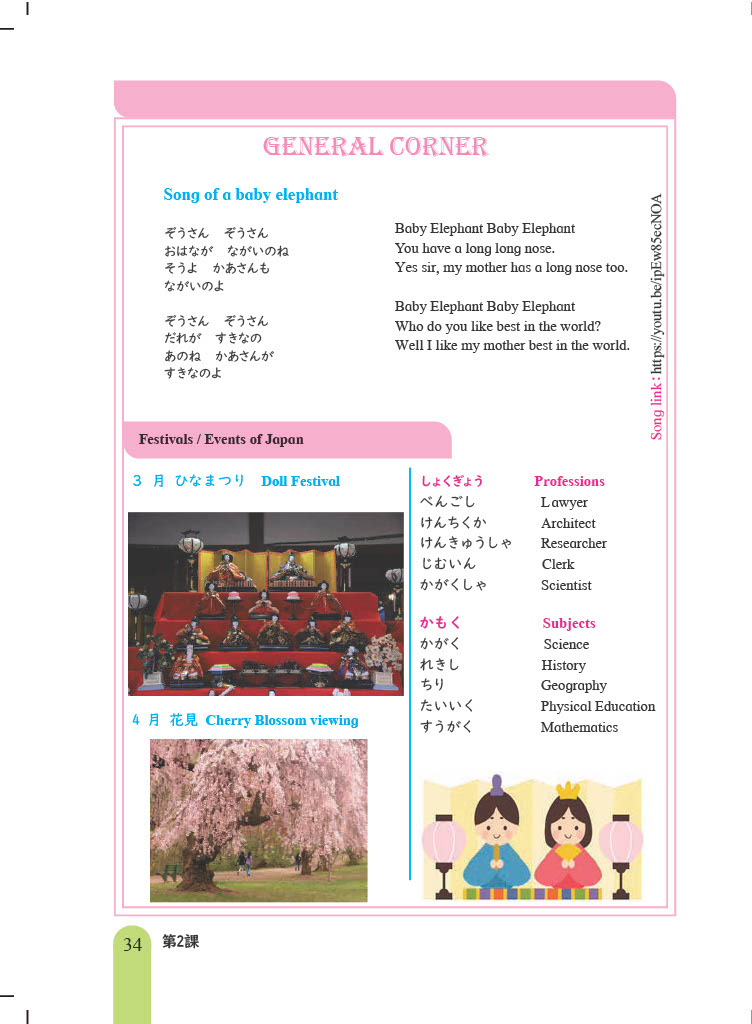 GENERAL CORNER
Song of a baby elephant
ぞうさん　ぞうさん
おはなが　ながいのね
そうよ　かあさんも
ながいのよ
ぞうさん　ぞうさん
だれが　すきなの
あのね　かあさんが
すきなのよ
Baby Elephant Baby Elephant
You have a long long nose.
Yes sir, my mother has a long nose too.
Baby Elephant Baby Elephant
Who do you like best in the world?
Well I like my mother best in the world.
Song link: https://youtu.be/ipEw85ecNOA
Festivals / Events of Japan
３　月　ひなまつり　Doll Festival
４　月　花見　Cherry Blossom viewing
しょくぎょう　Professions
べんごし　Lawyer
けんちくか　Architect
けんきゅうしゃ　Researcher
じむいん　Clerk
かがくしゃ　Scientist
かもく　Subjects
かがく　Science
れきし　History
ちり　Geography
たいいく　Physical Education
すうがく　Mathematics
34　第2課